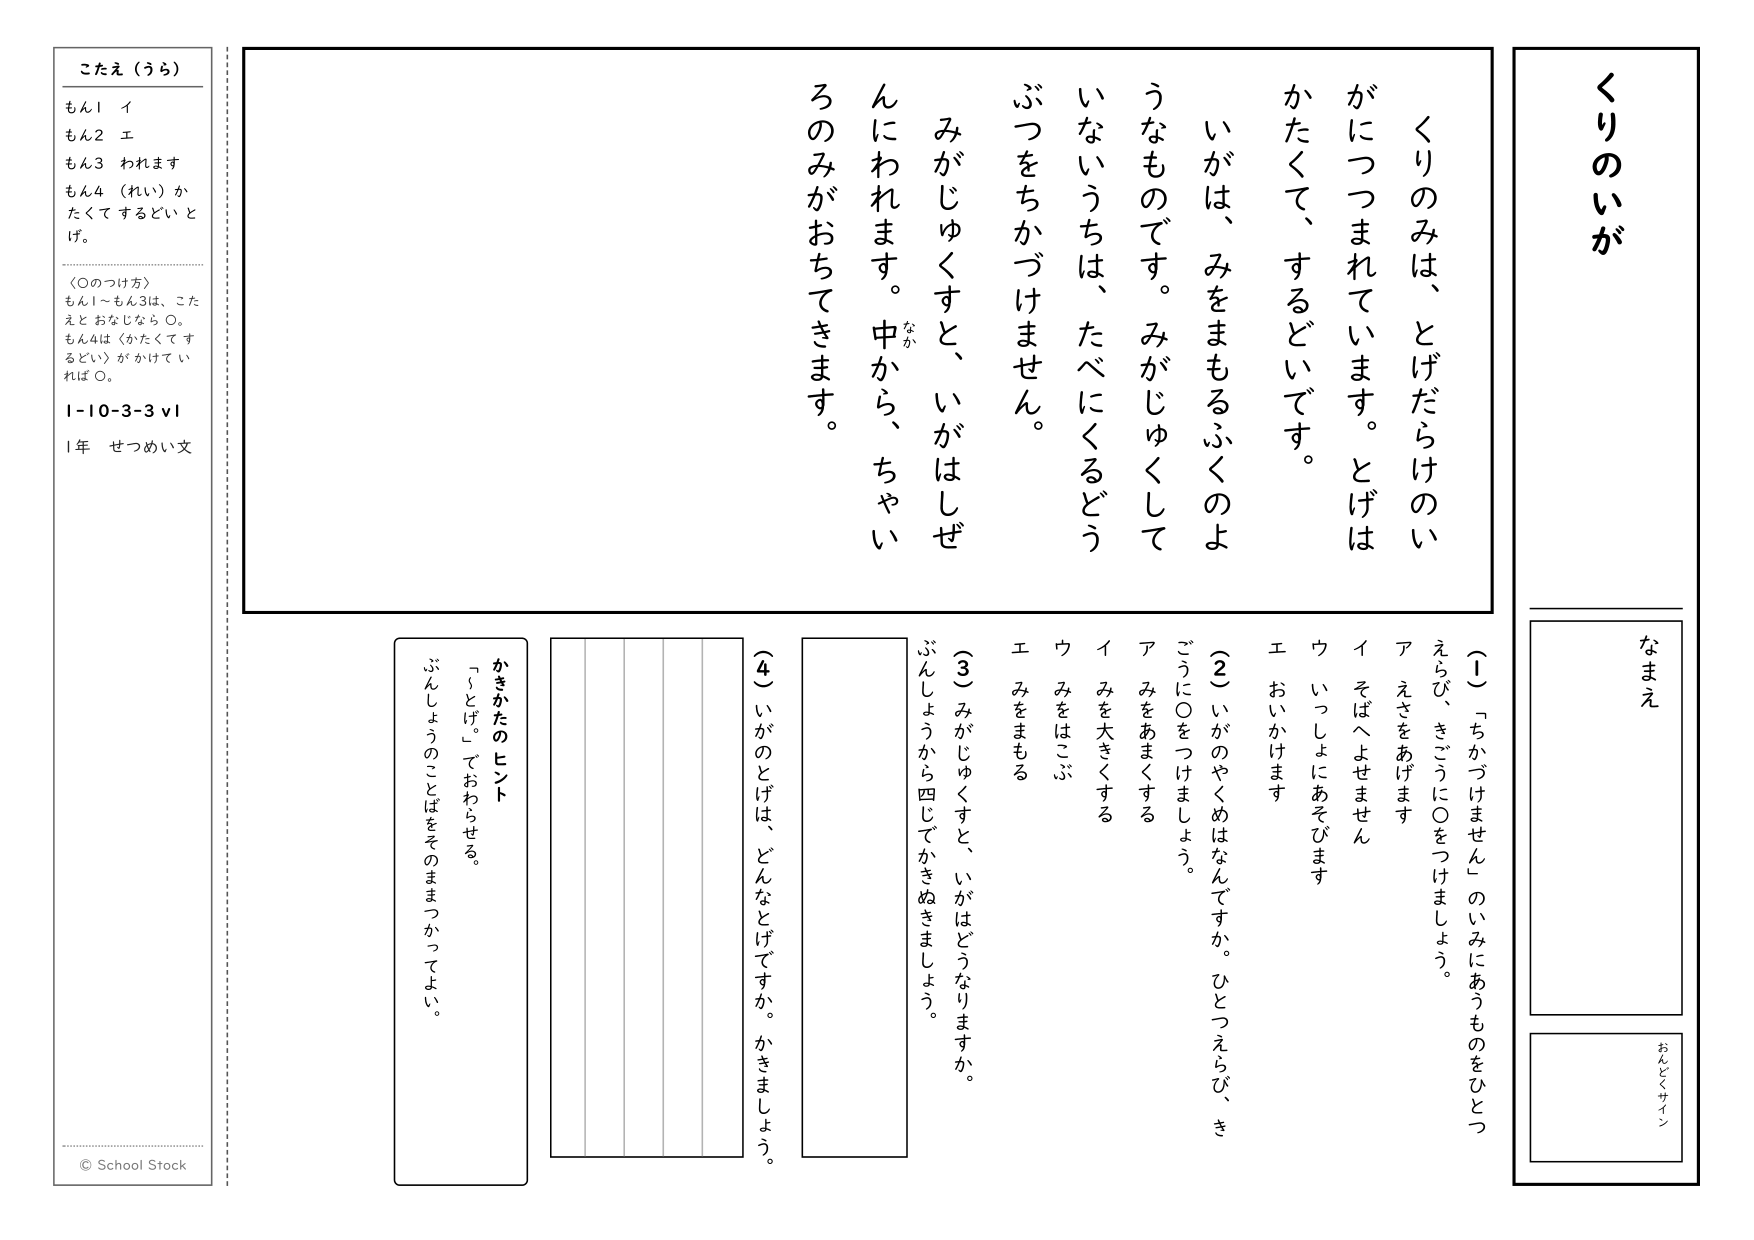 くりのいが
なまえ
おんどくサイン
くりのみは、とげだらけのい
がにつつまれています。とげは
かたくて、するどいです。
いがは、みをまもるふくのよ
うなものです。みがじゅくして
いないうちは、たべにくるどう
ぶつをちかづけません。
みがじゅくすと、いがはしぜ
んにわれます。中から、ちゃい
なか
ろのみがおちてきます。
(1)「ちかづけません」のいみにあうものをひとつ
えらび、きごうに〇をつけましょう。
ア えさをあげます
イ そばへよせません
ウ いっしょにあそびます
エ おいかけます
(2)いがのやくめはなんですか。ひとつえらび、き
ごうに〇をつけましょう。
ア みをあまくする
イ みを大きくする
ウ みをはこぶ
エ みをまもる
(3)みがじゅくすと、いがはどうなりますか。
ぶんしょうから四じでかきぬきましょう。
(4)いがのとげは、どんなとげですか。かきましょう。
かきかたの ヒント
「〜とげ。」でおわらせる。
ぶんしょうのことばをそのままつかってよい。
こたえ（うら）
もん1 イ
もん2 エ
もん3 われます
もん4 （れい）か
たくて するどい と
げ。
〈〇のつけ方〉
もん1～もん3は、こた
えと おなじなら 〇。
もん4は〈かたくて す
るどい〉が かけて い
れば 〇。
1-10-3-3 v1
1年 せつめい文
© School Stock